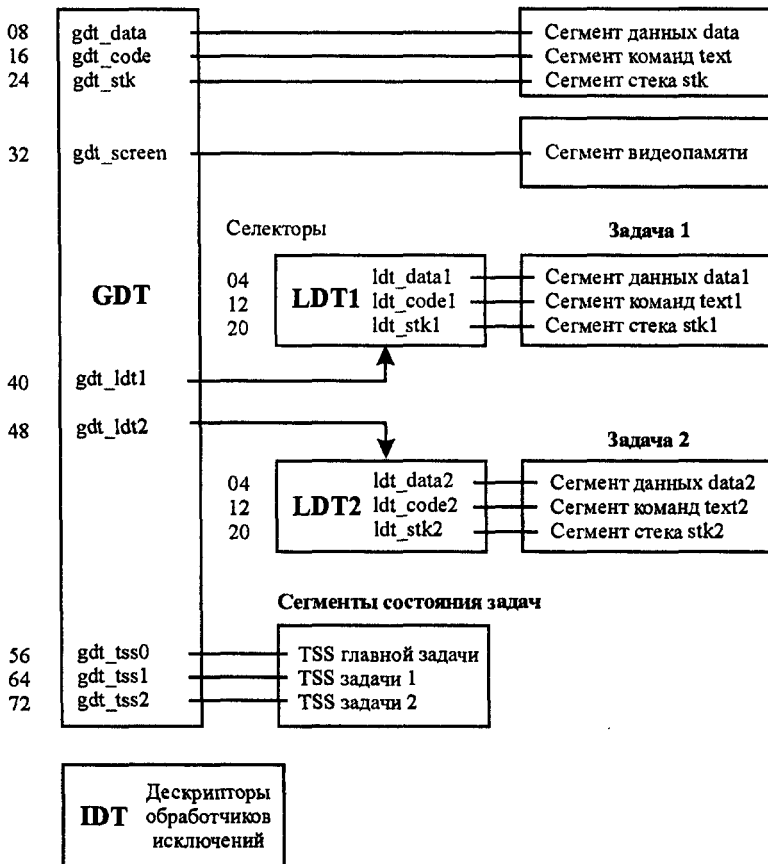 08 gdt_data Сегмент данных data
16 gdt_code Сегмент команд text
24 gdt_stk Сегмент стека stk
32 gdt_screen Сегмент видеопамяти
Селекторы Задача 1
04 ldt_data1 Сегмент данных data1
GDT 12 LDT1 ldt_code1 Сегмент команд text1
20 ldt_stk1 Сегмент стека stk1
40 gdt_ldt1
48 gdt_ldt2
Задача 2
04 ldt_data2 Сегмент данных data2
12 LDT2 ldt_code2 Сегмент команд text2
20 ldt_stk2 Сегмент стека stk2
Сегменты состояния задач
56 gdt_tss0 TSS главной задачи
64 gdt_tss1 TSS задачи 1
72 gdt_tss2 TSS задачи 2
Дескрипторы
IDT обработчиков
исключений